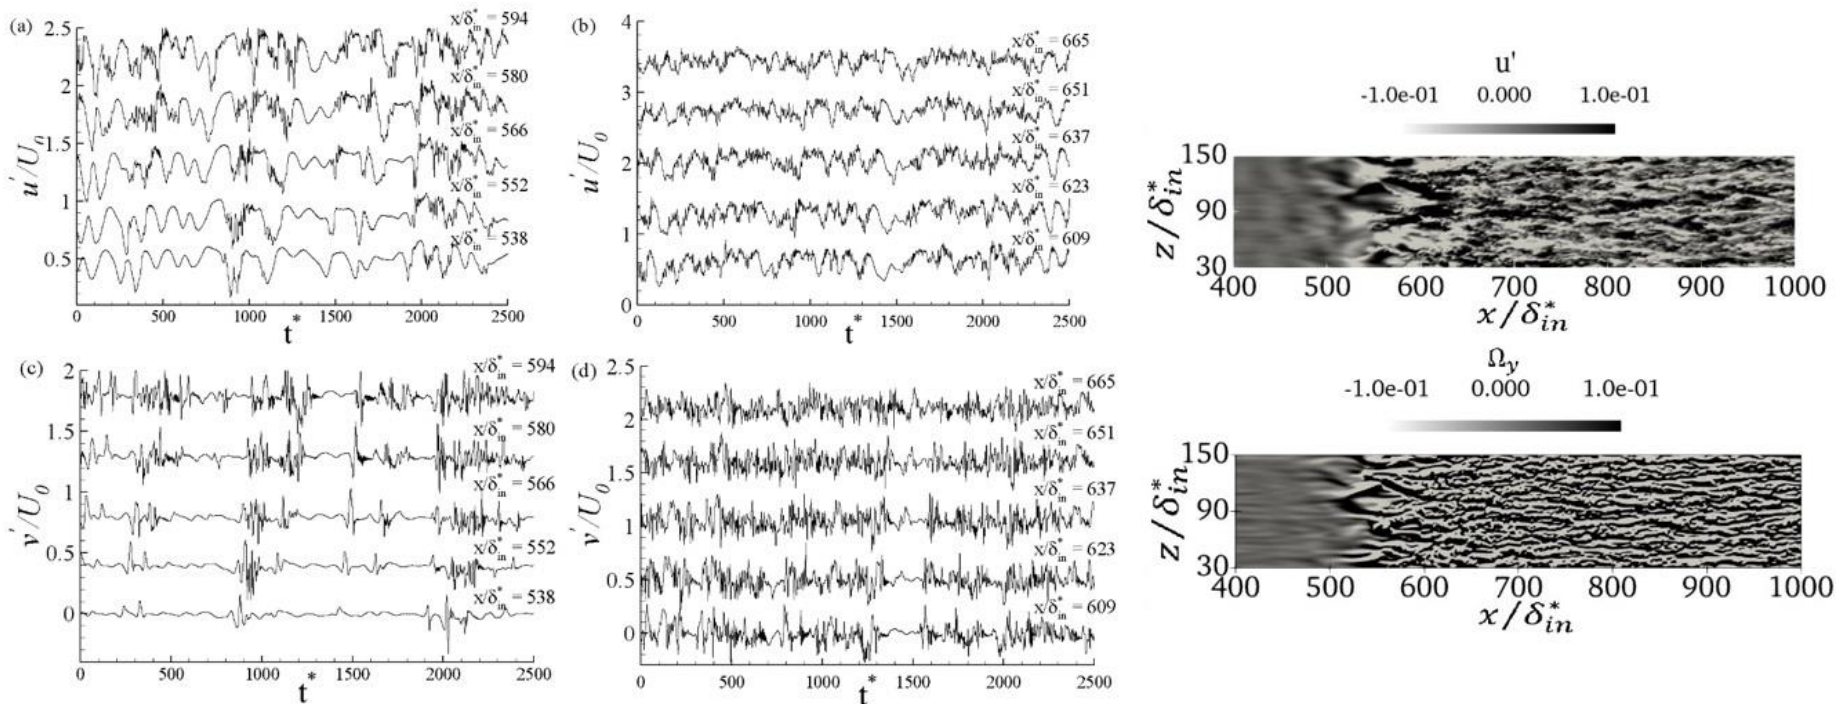 (a)
x/δ*in = 594
x/δ*in = 580
x/δ*in = 566
x/δ*in = 552
x/δ*in = 538
2.5
2
1.5
1
0.5
u'/U0
0 500 1000 1500 2000 2500
t*
(b)
x/δ*in = 665
x/δ*in = 651
x/δ*in = 637
x/δ*in = 623
x/δ*in = 609
4
3
2
1
0
u'/U0
0 500 1000 1500 2000 2500
t*
u'
-1.0e-01 0.000 1.0e-01
150
90
30
z/δ*in
400 500 600 700 800 900 1000
x/δ*in
(c)
x/δ*in = 594
x/δ*in = 580
x/δ*in = 566
x/δ*in = 552
x/δ*in = 538
2
1.5
1
0.5
0
v'/U0
0 500 1000 1500 2000 2500
t*
(d)
x/δ*in = 665
x/δ*in = 651
x/δ*in = 637
x/δ*in = 623
x/δ*in = 609
2.5
2
1.5
1
0.5
0
v'/U0
0 500 1000 1500 2000 2500
t*
Ωy
-1.0e-01 0.000 1.0e-01
150
90
30
z/δ*in
400 500 600 700 800 900 1000
x/δ*in